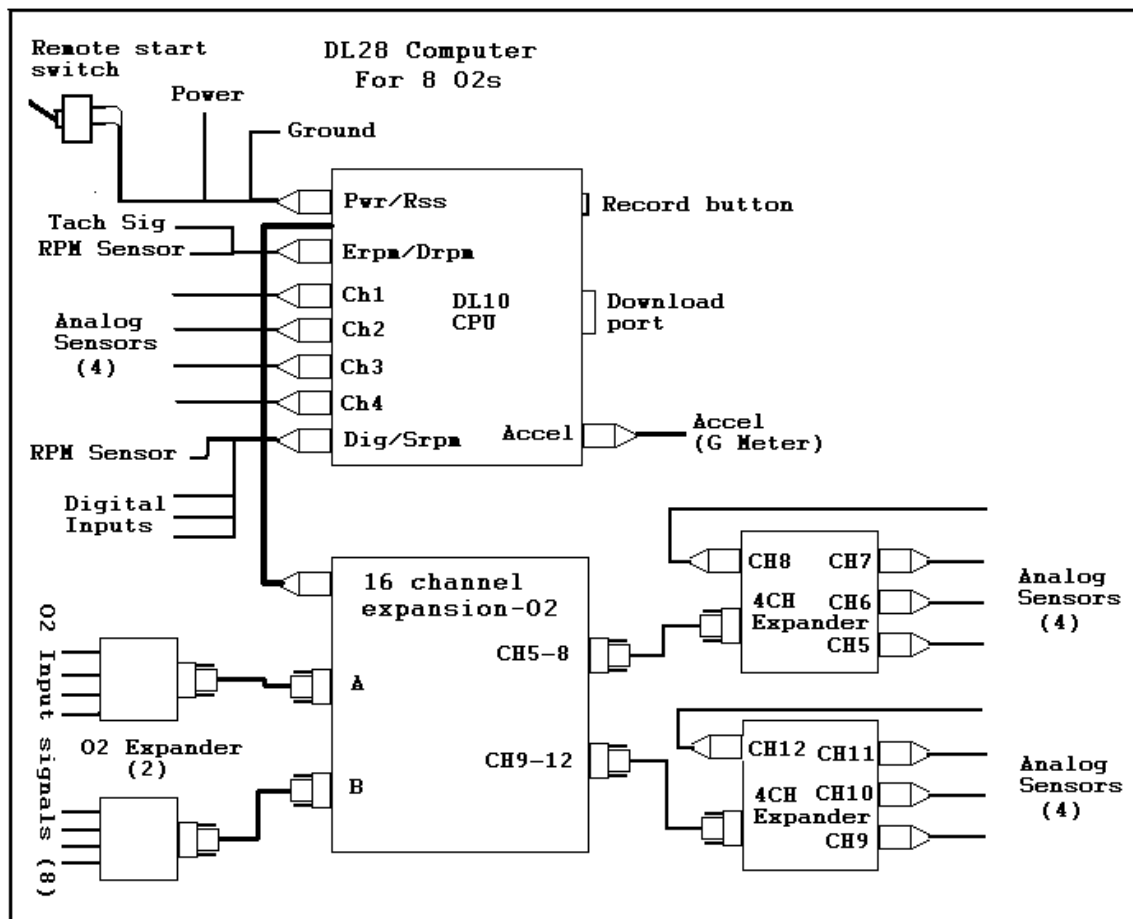 Remote start
switch
DL28 Computer
For 8 O2s
Power
Ground
Pwr/Rss
Record button
Tach Sig
RPM Sensor
Erpm/Drpm
Ch1
DL10
CPU
Download
port
Analog
Sensors
(4)
Ch2
Ch3
Ch4
Dig/Srpm
Accel
Accel
(G Meter)
RPM Sensor
Digital
Inputs
16 channel
expansion-O2
CH5-8
A
CH9-12
B
O2 Input signals (8)
O2 Expander
(2)
CH8
CH7
4CH
Expander
CH6
CH5
Analog
Sensors
(4)
CH12
CH11
4CH
Expander
CH10
CH9
Analog
Sensors
(4)